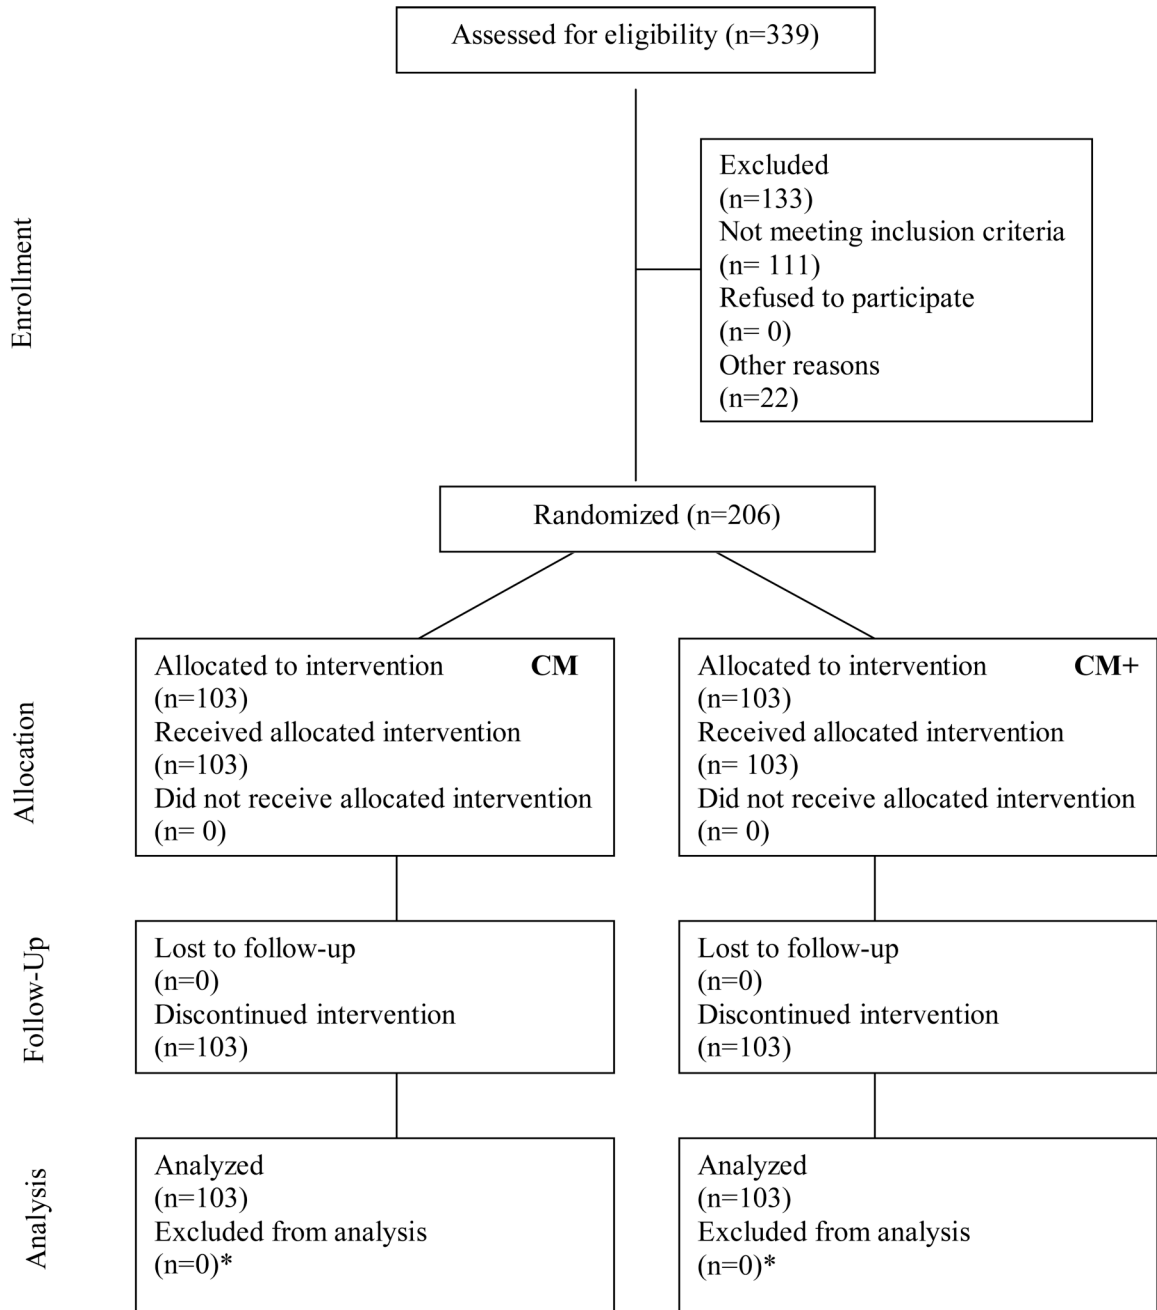 Assessed for eligibility (n=339)
Enrollment
Excluded
(n=133)
Not meeting inclusion criteria
(n= 111)
Refused to participate
(n= 0)
Other reasons
(n=22)
Randomized (n=206)
Allocation
Allocated to intervention CM
(n=103)
Received allocated intervention
(n=103)
Did not receive allocated intervention
(n= 0)
Allocated to intervention CM+
(n=103)
Received allocated intervention
(n= 103)
Did not receive allocated intervention
(n= 0)
Follow-Up
Lost to follow-up
(n=0)
Discontinued intervention
(n=103)
Lost to follow-up
(n=0)
Discontinued intervention
(n=103)
Analysis
Analyzed
(n=103)
Excluded from analysis
(n=0)*
Analyzed
(n=103)
Excluded from analysis
(n=0)*